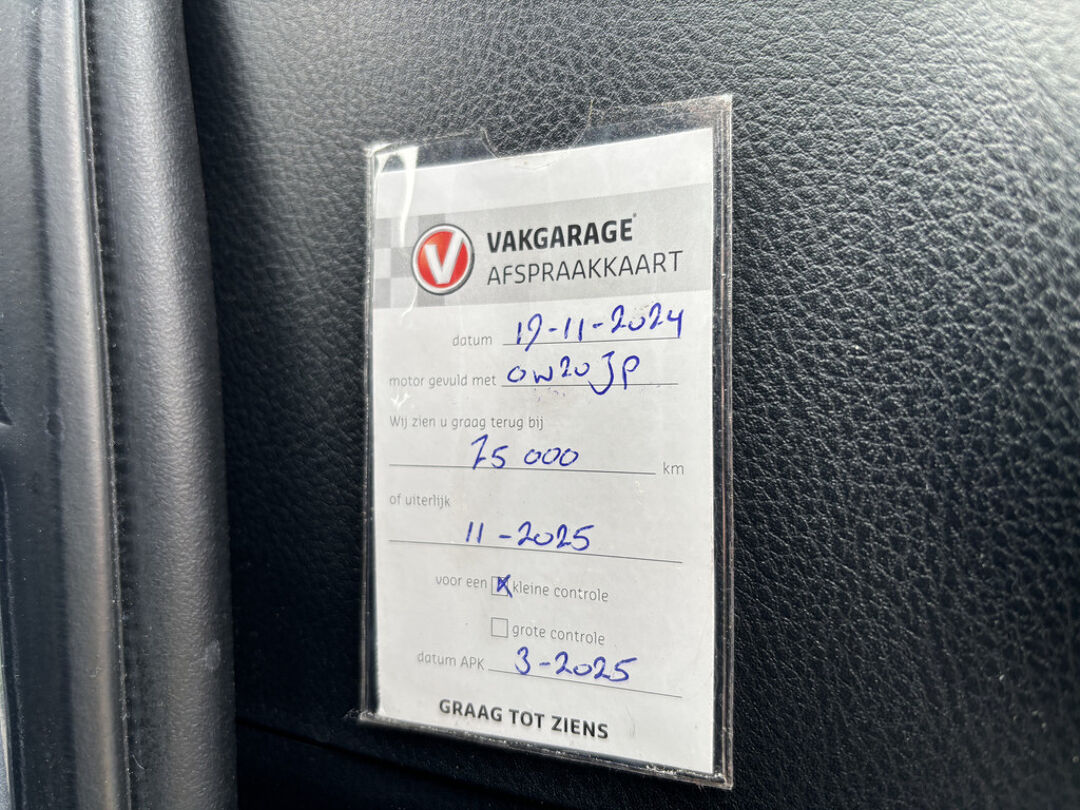 V VAKGARAGE
AFSPRAAKKAART
datum 19-11-2024
motor gevuld met 0W20 JP
Wij zien u graag terug bij
75 000 km
of uiterlijk
11-2025
voor een X kleine controle
grote controle
datum APK 3-2025
GRAAG TOT ZIENS